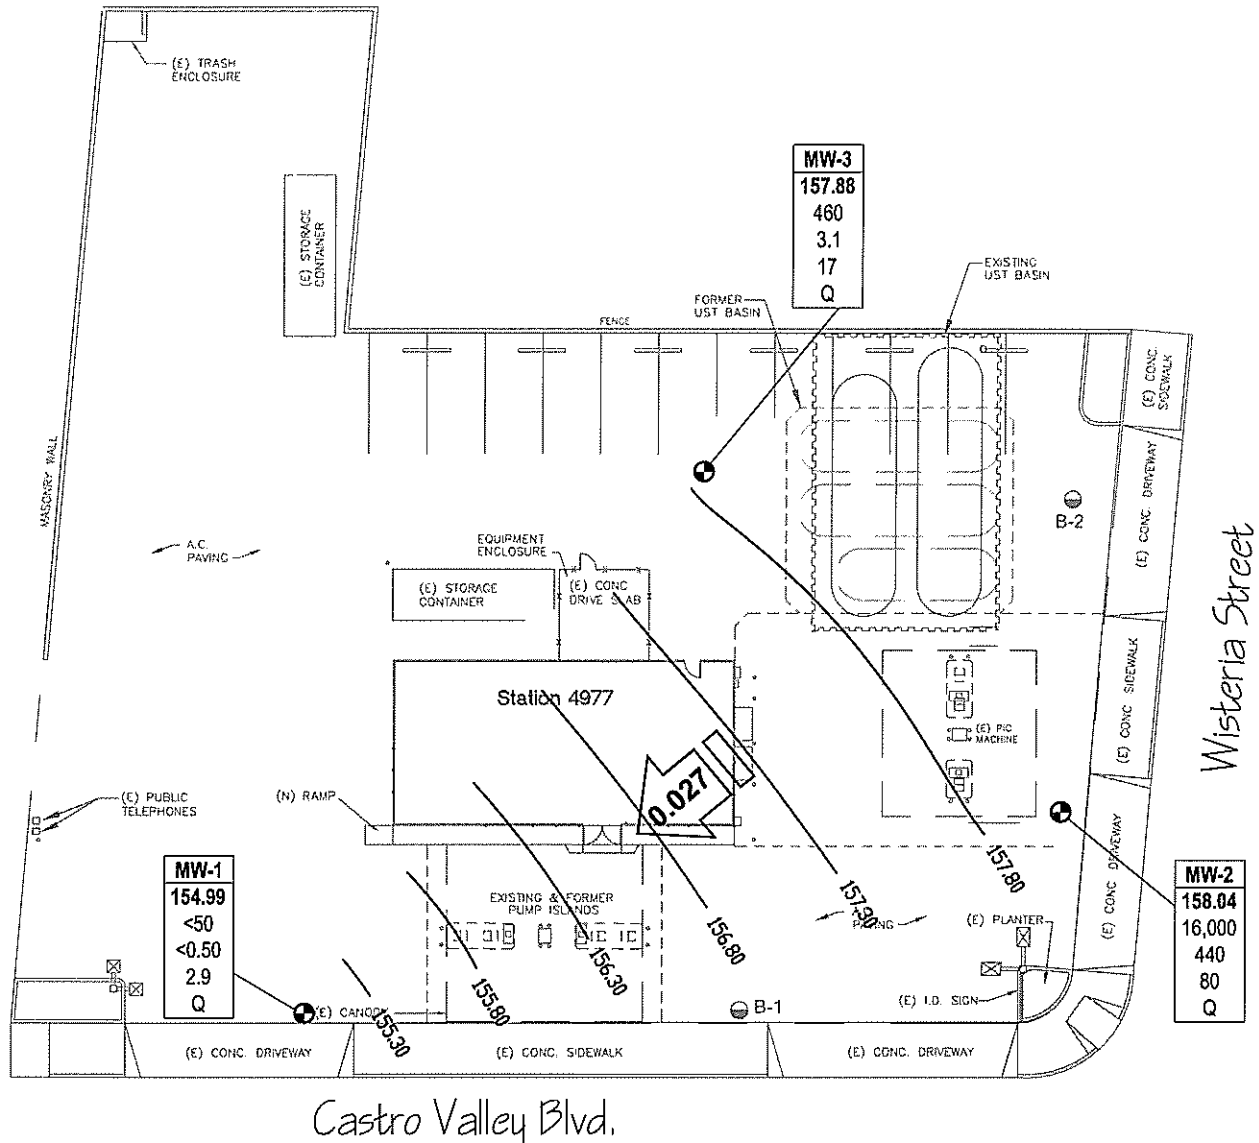 (E) TRASH
ENCLOSURE
(E) STORAGE
CONTAINER
MW-3
157.88
460
3.1
17
Q
EXISTING
UST BASIN
FORMER
UST BASIN
FENCE
(E) CONC.
SIDEWALK
MASONRY WALL
(E) CONC. DRIVEWAY
B-2
A.C.
PAVING
EQUIPMENT
ENCLOSURE
(E) STORAGE
CONTAINER
(E) CONC
DRIVE SLAB
Wisteria Street
(E) CONC SIDEWALK
Station 4977
(E) PIC
MACHINE
0.027
(E) PUBLIC
TELEPHONES
(N) RAMP
157.80
(E) CONC DRIVEWAY
MW-1
154.99
<50
<0.50
2.9
Q
MW-2
158.04
16,000
440
80
Q
EXISTING & FORMER
PUMP ISLANDS
157.30
PAVING
(E) PLANTER
156.80
156.30
155.80
155.30
(E) CANOPY
B-1
(E) I.D. SIGN
(E) CONC. DRIVEWAY
(E) CONC. SIDEWALK
(E) CONC. DRIVEWAY
Castro Valley Blvd.